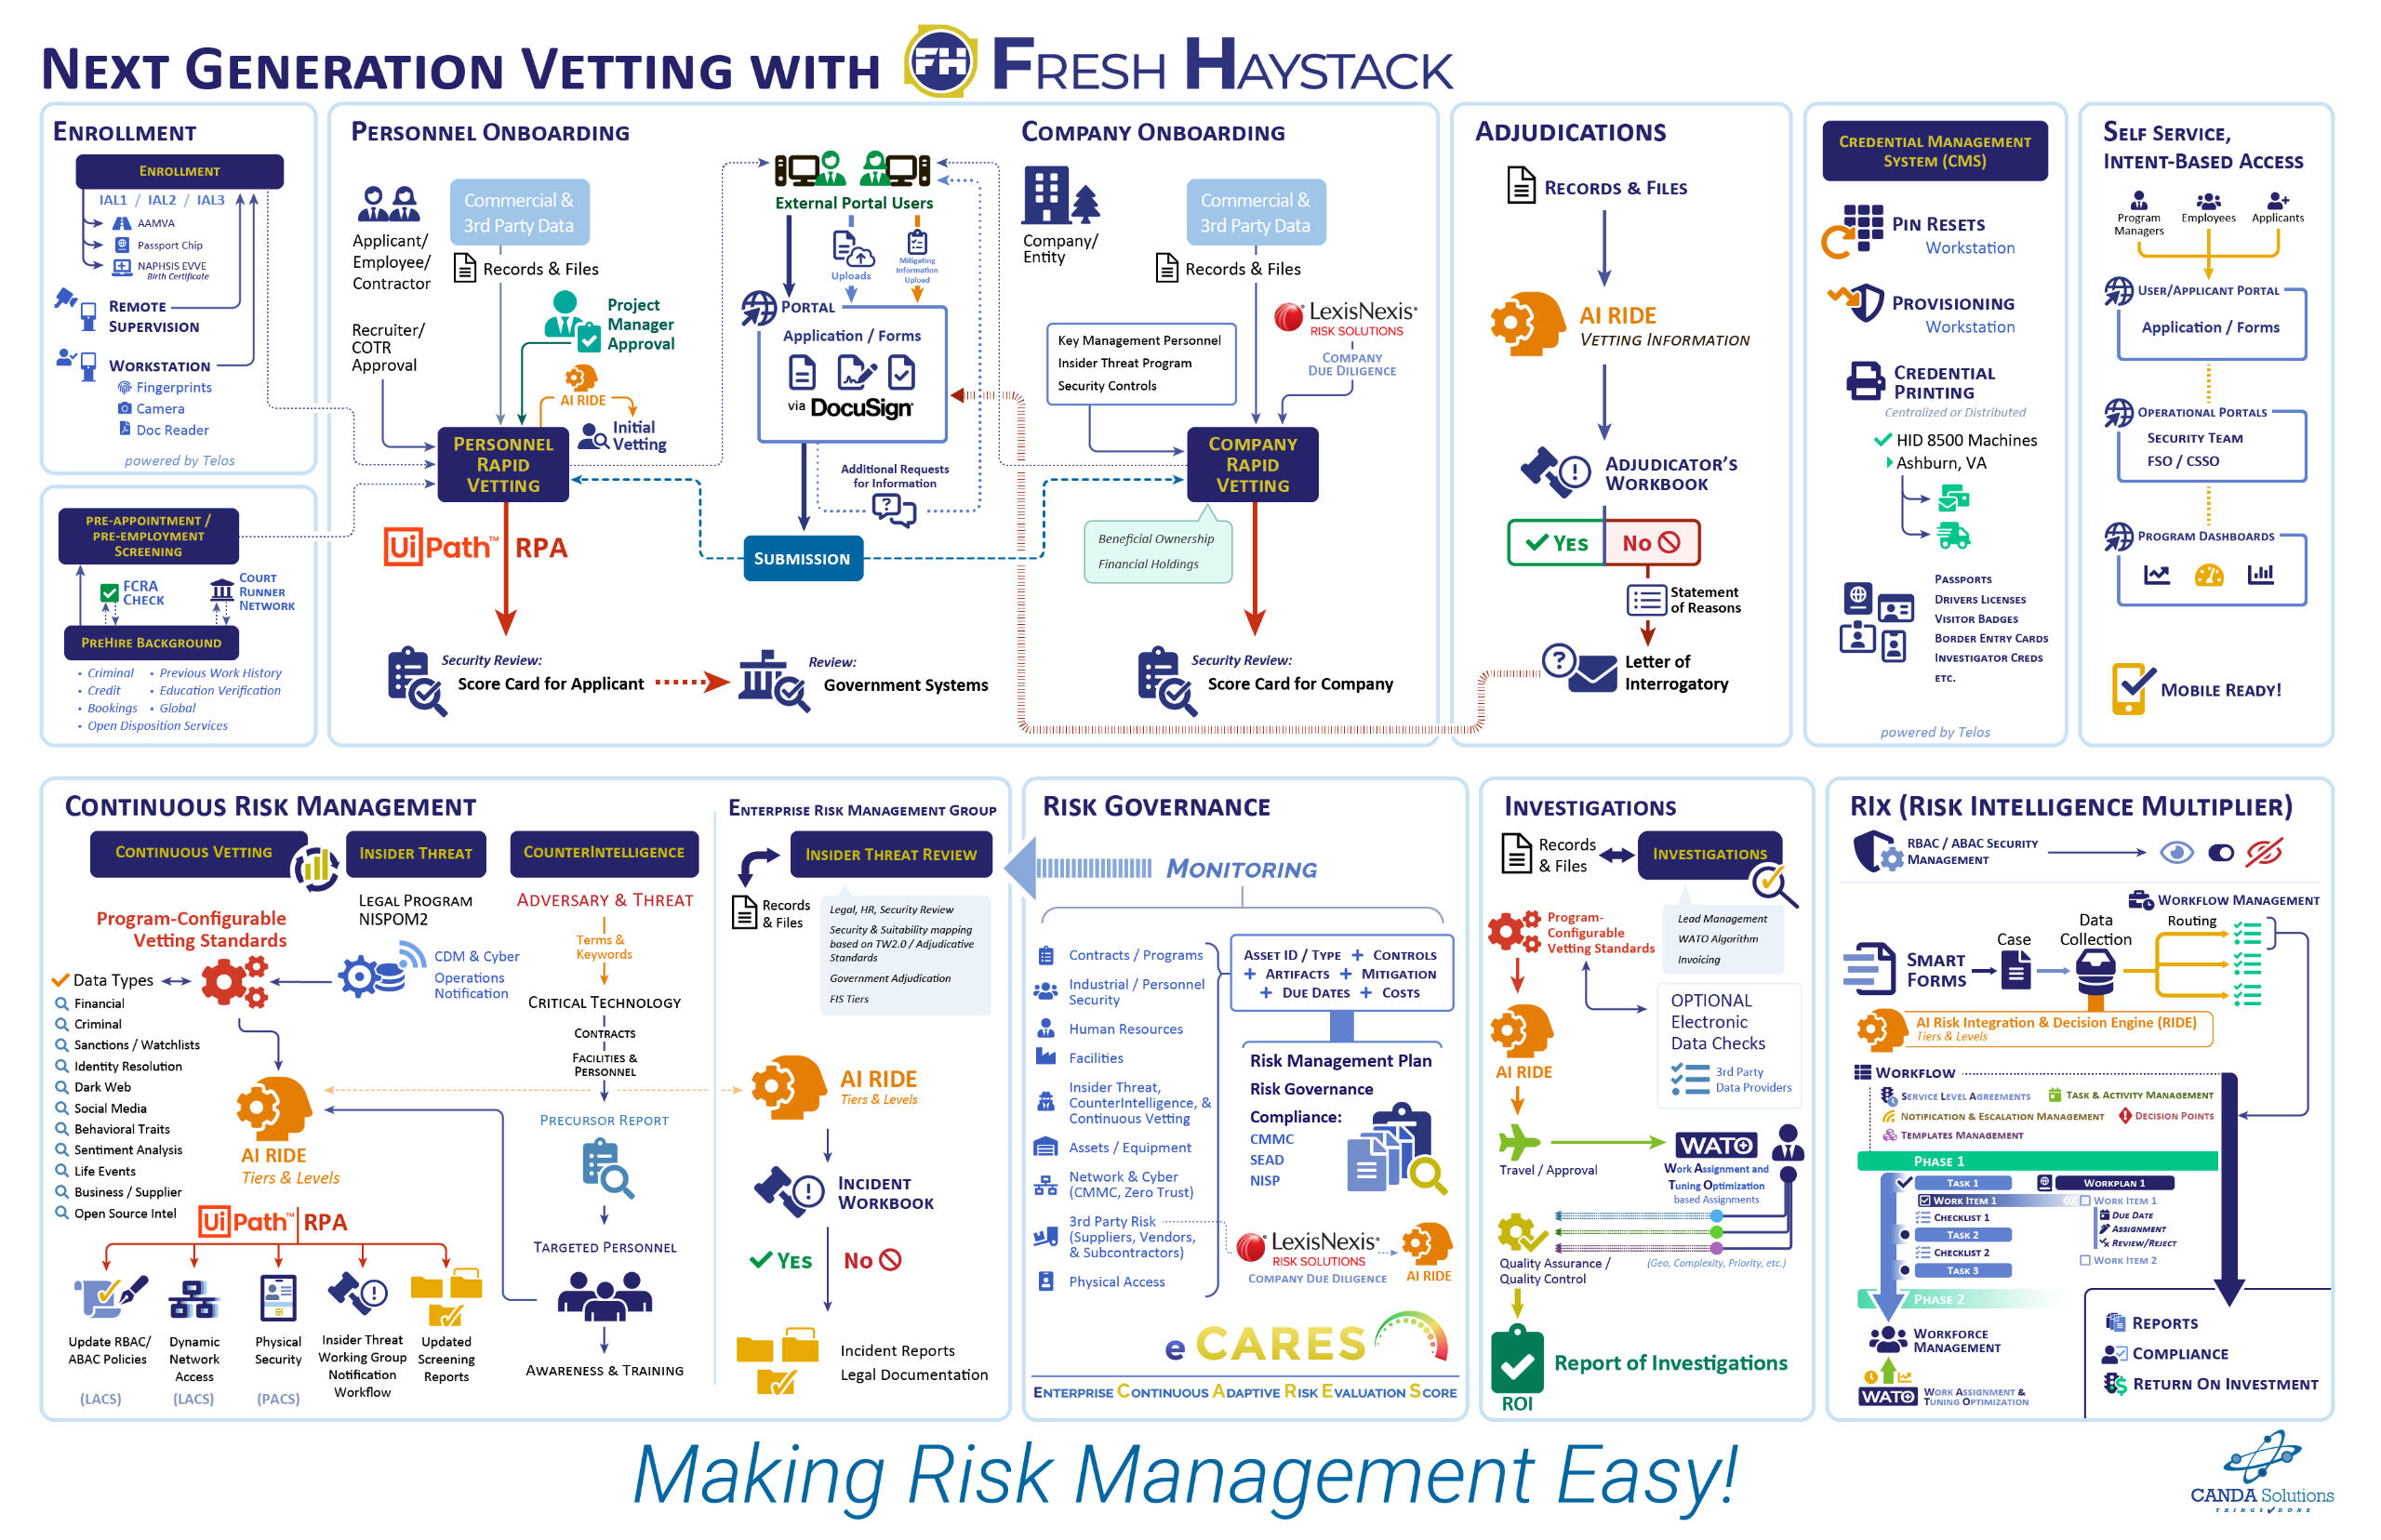 NEXT GENERATION VETTING WITH FH FRESH HAYSTACK
ENROLLMENT
ENROLLMENT
IAL1 / IAL2 / IAL3
AAMVA
Passport Chip
NAPHSIS EVVE
Birth Certificate
REMOTE
SUPERVISION
WORKSTATION
Fingerprints
Camera
Doc Reader
powered by Telos
PRE-APPOINTMENT /
PRE-EMPLOYMENT
SCREENING
FCRA
CHECK
COURT
RUNNER
NETWORK
PREHIRE BACKGROUND
• Criminal
• Credit
• Bookings
• Open Disposition Services
• Previous Work History
• Education Verification
• Global
PERSONNEL ONBOARDING
Applicant/
Employee/
Contractor
Recruiter/
COTR
Approval
Commercial &
3rd Party Data
Records & Files
Project
Manager
Approval
AI RIDE
Initial
Vetting
PERSONNEL
RAPID
VETTING
UiPath™ RPA
Security Review:
Score Card for Applicant
Review:
Government Systems
External Portal Users
Uploads
Mitigating
Information
Upload
PORTAL
Application / Forms
via DocuSign
Additional Requests
for Information
SUBMISSION
COMPANY ONBOARDING
Company/
Entity
Commercial &
3rd Party Data
Records & Files
Key Management Personnel
Insider Threat Program
Security Controls
LexisNexis®
RISK SOLUTIONS
COMPANY
DUE DILIGENCE
COMPANY
RAPID
VETTING
Beneficial Ownership
Financial Holdings
Security Review:
Score Card for Company
ADJUDICATIONS
RECORDS & FILES
AI RIDE
VETTING INFORMATION
ADJUDICATOR'S
WORKBOOK
YES
NO
Statement
of Reasons
Letter of
Interrogatory
CREDENTIAL MANAGEMENT
SYSTEM (CMS)
PIN RESETS
Workstation
PROVISIONING
Workstation
CREDENTIAL
PRINTING
Centralized or Distributed
HID 8500 Machines
Ashburn, VA
PASSPORTS
DRIVERS LICENSES
VISITOR BADGES
BORDER ENTRY CARDS
INVESTIGATOR CREDS
ETC.
powered by Telos
SELF SERVICE,
INTENT-BASED ACCESS
Program
Managers
Employees
Applicants
USER/APPLICANT PORTAL
Application / Forms
OPERATIONAL PORTALS
SECURITY TEAM
FSO / CSSO
PROGRAM DASHBOARDS
MOBILE READY!
CONTINUOUS RISK MANAGEMENT
CONTINUOUS VETTING
INSIDER THREAT
COUNTERINTELLIGENCE
Program-Configurable
Vetting Standards
LEGAL PROGRAM
NISPOM2
CDM & Cyber
Operations
Notification
Data Types
Financial
Criminal
Sanctions / Watchlists
Identity Resolution
Dark Web
Social Media
Behavioral Traits
Sentiment Analysis
Life Events
Business / Supplier
Open Source Intel
AI RIDE
Tiers & Levels
UiPath™ RPA
Update RBAC/
ABAC Policies
(LACS)
Dynamic
Network
Access
(LACS)
Physical
Security
(PACS)
Insider Threat
Working Group
Notification
Workflow
Updated
Screening
Reports
ADVERSARY & THREAT
Terms &
Keywords
CRITICAL TECHNOLOGY
CONTRACTS
FACILITIES &
PERSONNEL
PRECURSOR REPORT
TARGETED PERSONNEL
AWARENESS & TRAINING
ENTERPRISE RISK MANAGEMENT GROUP
INSIDER THREAT REVIEW
Records
& Files
Legal, HR, Security Review
Security & Suitability mapping
based on TW2.0 / Adjudicative
Standards
Government Adjudication
FIS Tiers
AI RIDE
Tiers & Levels
INCIDENT
WORKBOOK
YES
NO
Incident Reports
Legal Documentation
RISK GOVERNANCE
MONITORING
Contracts / Programs
Industrial / Personnel
Security
Human Resources
Facilities
Insider Threat,
CounterIntelligence, &
Continuous Vetting
Assets / Equipment
Network & Cyber
(CMMC, Zero Trust)
3rd Party Risk
(Suppliers, Vendors,
& Subcontractors)
Physical Access
ASSET ID / TYPE + CONTROLS
+ ARTIFACTS + MITIGATION
+ DUE DATES + COSTS
Risk Management Plan
Risk Governance
Compliance:
CMMC
SEAD
NISP
LexisNexis®
RISK SOLUTIONS
COMPANY DUE DILIGENCE
AI RIDE
e CARES
ENTERPRISE CONTINUOUS ADAPTIVE RISK EVALUATION SCORE
INVESTIGATIONS
Records
& Files
INVESTIGATIONS
Lead Management
WATO Algorithm
Invoicing
Program-
Configurable
Vetting Standards
OPTIONAL
Electronic
Data Checks
3rd Party
Data Providers
AI RIDE
Travel / Approval
WATO
Work Assignment and
Tuning Optimization
based Assignments
Quality Assurance /
Quality Control
(Geo, Complexity, Priority, etc.)
Report of Investigations
ROI
RIX (RISK INTELLIGENCE MULTIPLIER)
RBAC / ABAC SECURITY
MANAGEMENT
WORKFLOW MANAGEMENT
SMART
FORMS
Case
Data
Collection
Routing
AI Risk Integration & Decision Engine (RIDE)
Tiers & Levels
WORKFLOW
SERVICE LEVEL AGREEMENTS
TASK & ACTIVITY MANAGEMENT
NOTIFICATION & ESCALATION MANAGEMENT
DECISION POINTS
TEMPLATES MANAGEMENT
PHASE 1
TASK 1
WORK ITEM 1
CHECKLIST 1
TASK 2
CHECKLIST 2
TASK 3
WORKPLAN 1
WORK ITEM 1
DUE DATE
ASSIGNMENT
REVIEW/REJECT
WORK ITEM 2
PHASE 2
WORKFORCE
MANAGEMENT
WATO
WORK ASSIGNMENT &
TUNING OPTIMIZATION
REPORTS
COMPLIANCE
RETURN ON INVESTMENT
Making Risk Management Easy!
CANDA Solutions
THINGS DONE